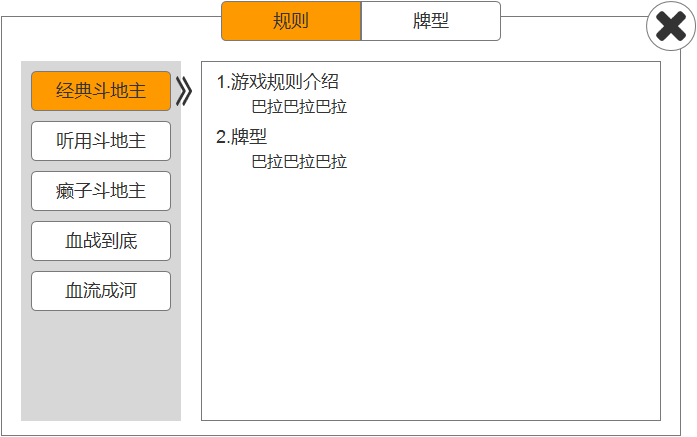 规则
牌型
经典斗地主
听用斗地主
癞子斗地主
血战到底
血流成河
1.游戏规则介绍
巴拉巴拉巴拉
2.牌型
巴拉巴拉巴拉